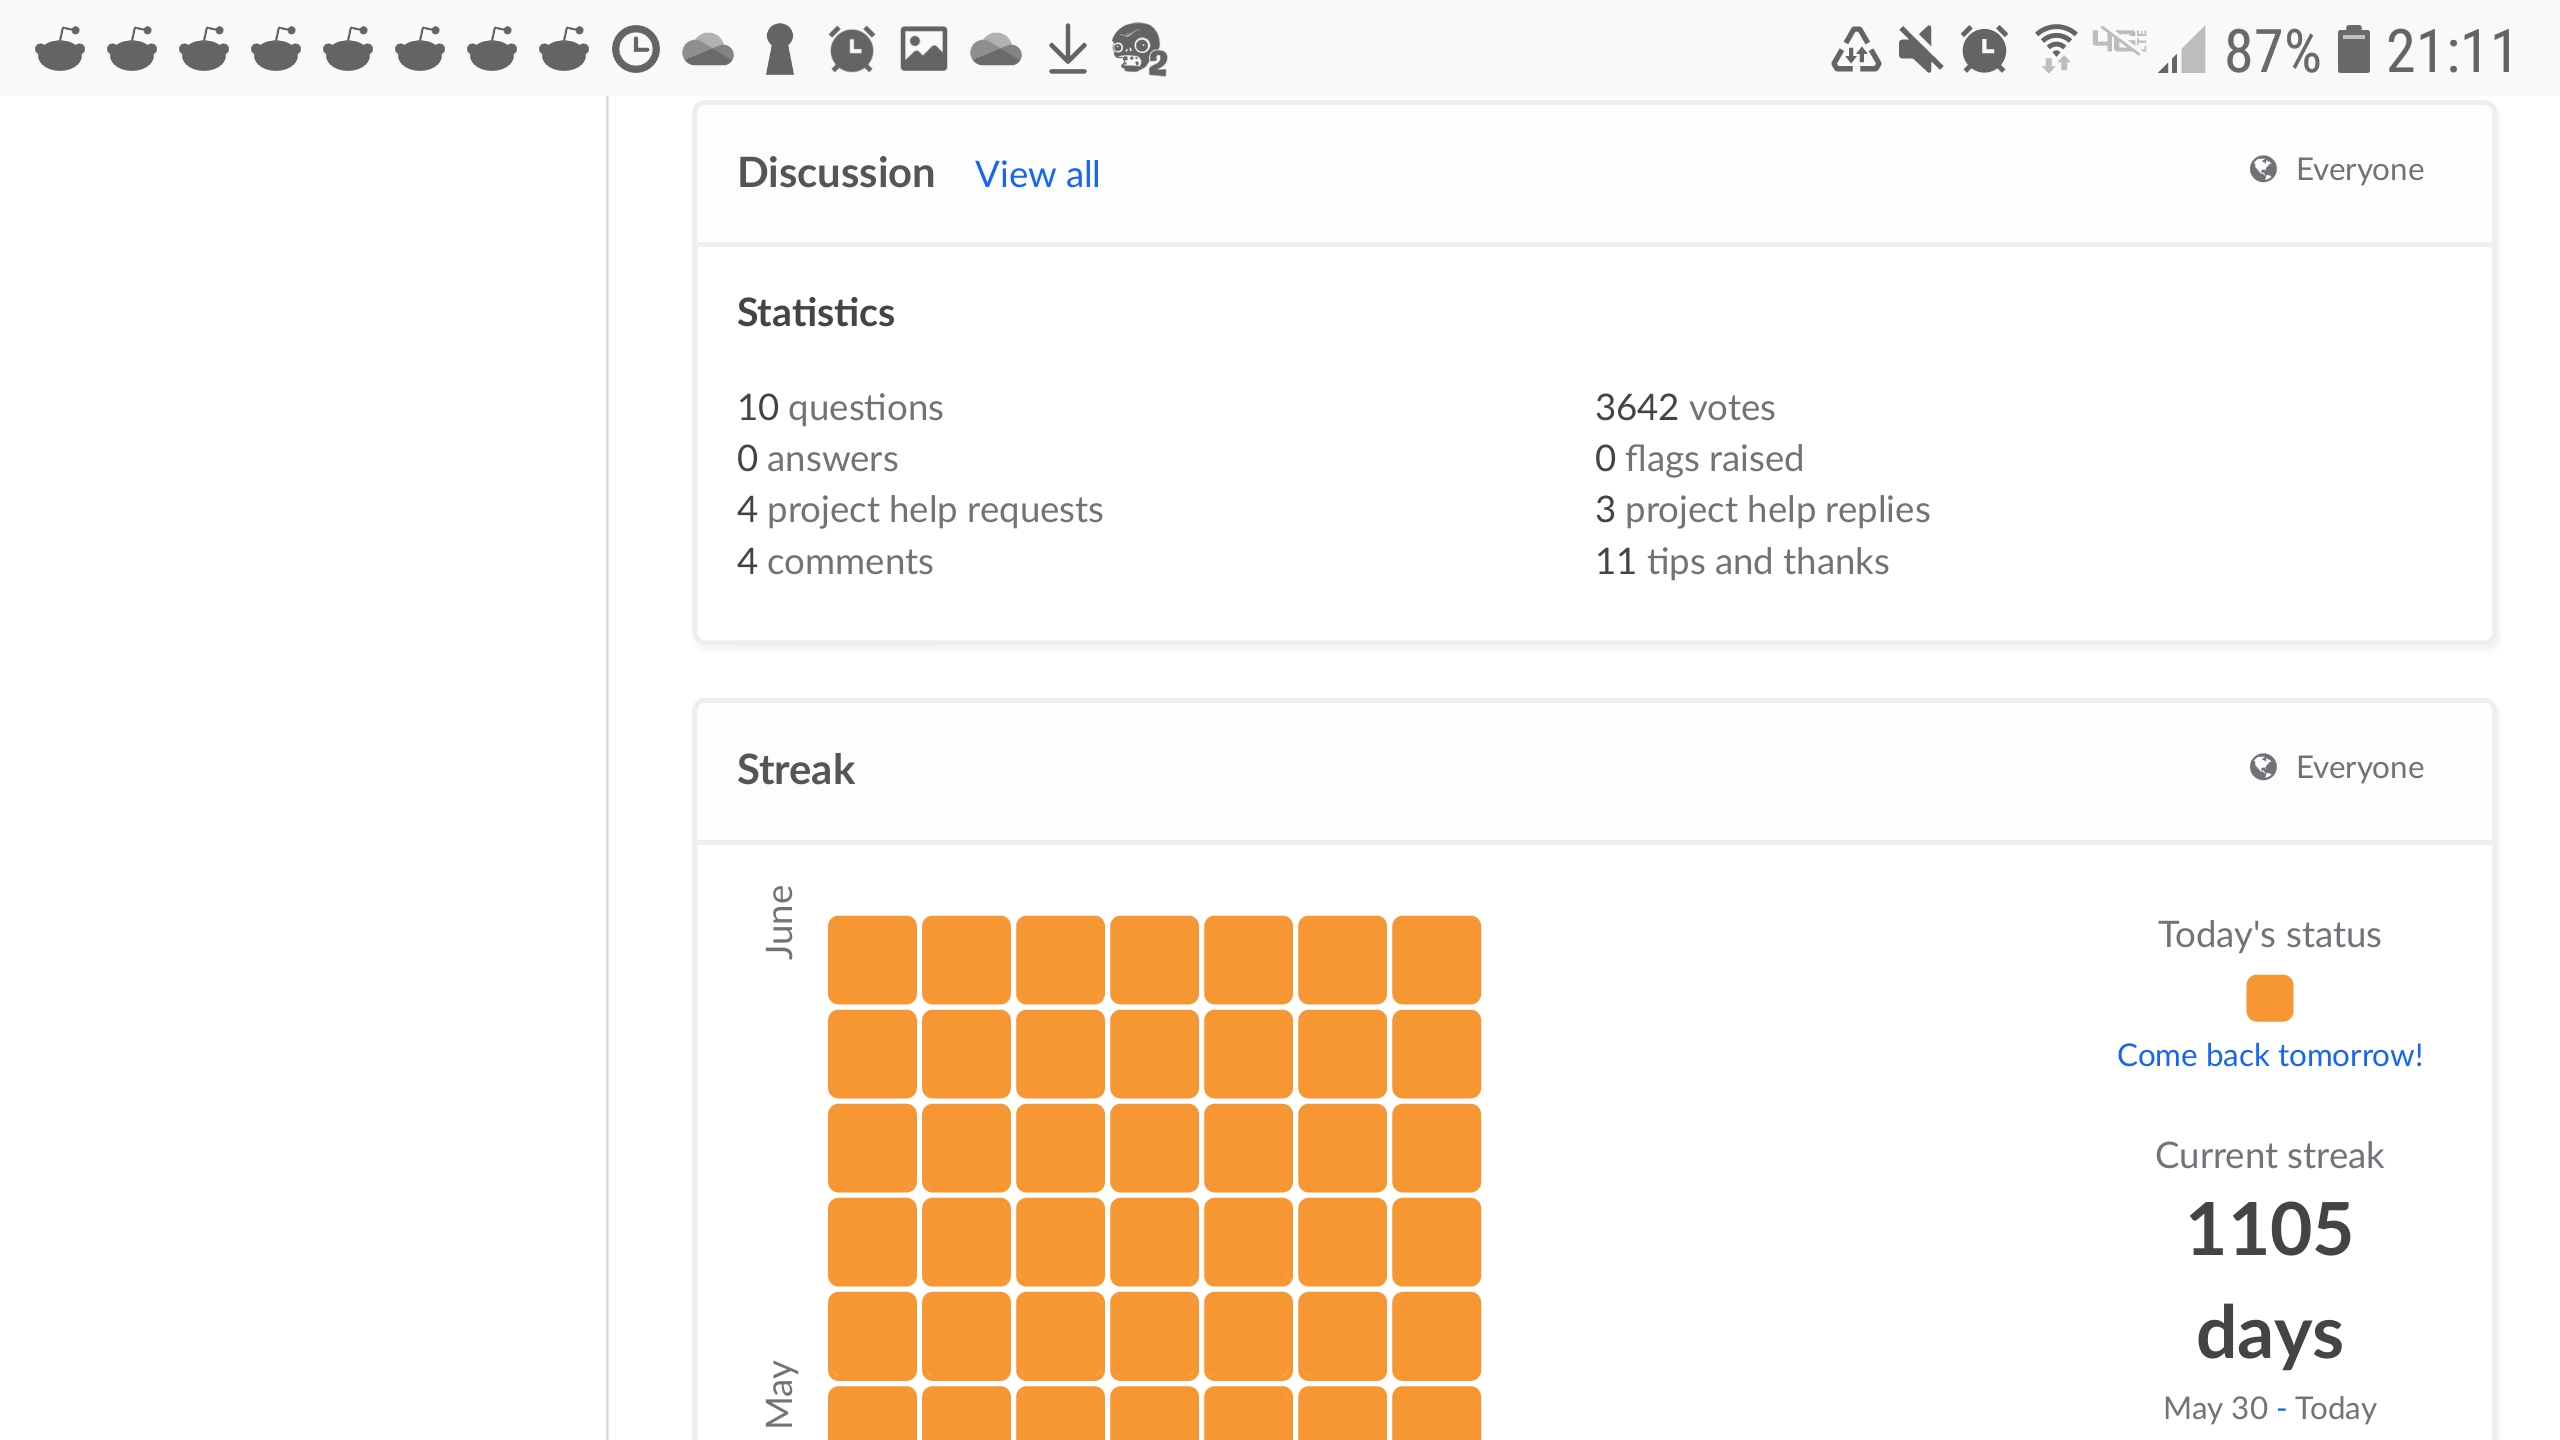 87% 21:11
Discussion View all Everyone
Statistics
10 questions
0 answers
4 project help requests
4 comments
3642 votes
0 flags raised
3 project help replies
11 tips and thanks
Streak Everyone
June
May
Today's status
Come back tomorrow!
Current streak
1105
days
May 30 - Today